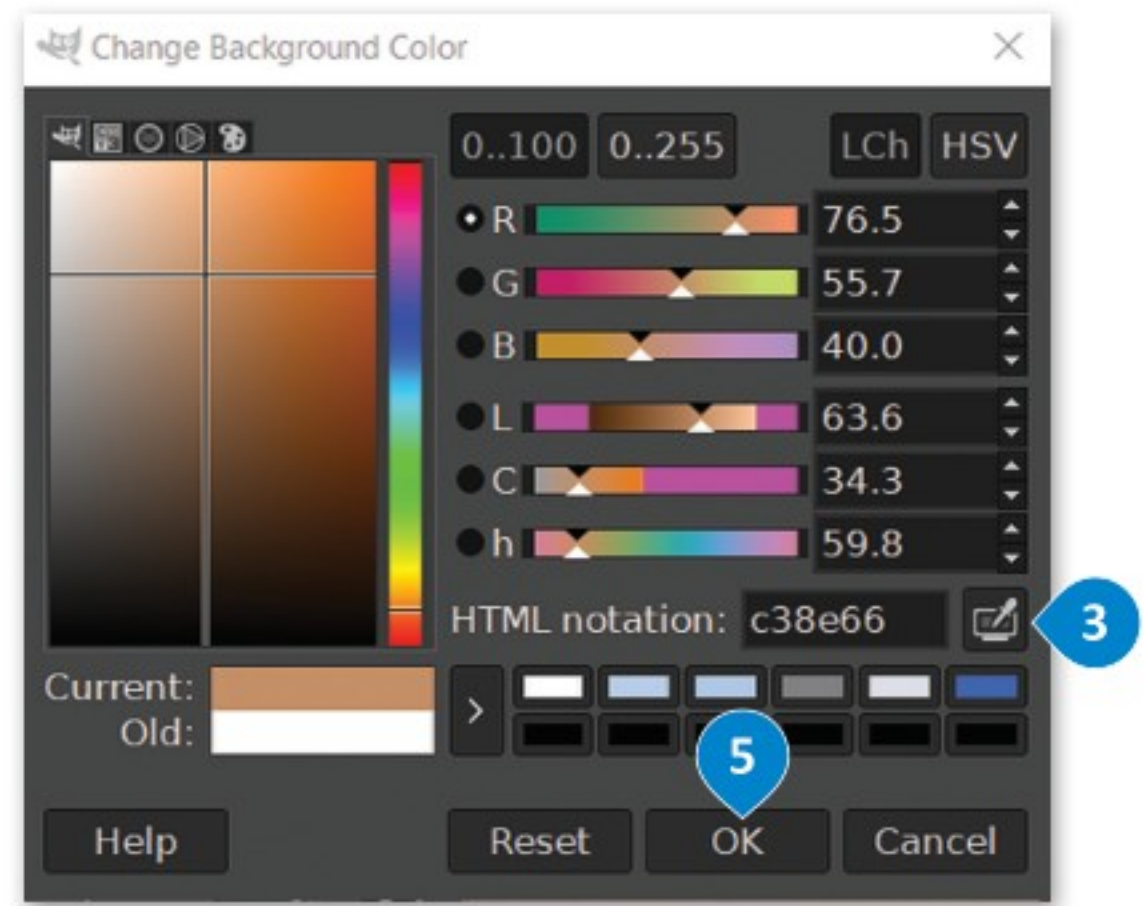 Change Background Color
0..100 0..255 LCh HSV
R 76.5
G 55.7
B 40.0
L 63.6
C 34.3
h 59.8
HTML notation: c38e66
3
Current:
Old:
>
5
Help Reset OK Cancel